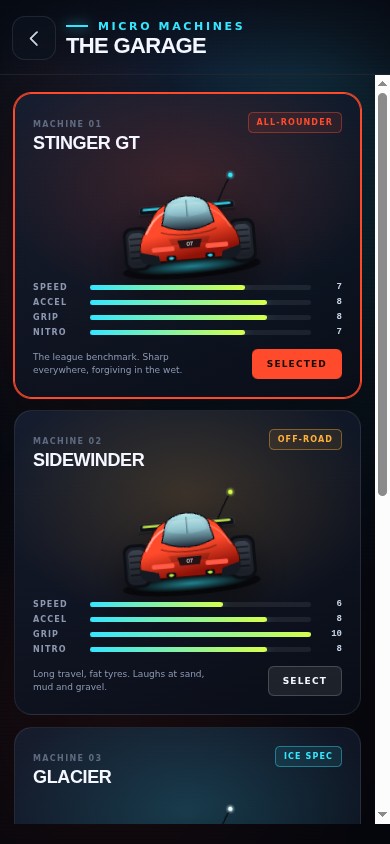 MICRO MACHINES
THE GARAGE
MACHINE 01
ALL-ROUNDER
STINGER GT
07
SPEED 7
ACCEL 8
GRIP 8
NITRO 7
The league benchmark. Sharp
everywhere, forgiving in the wet.
SELECTED
MACHINE 02
OFF-ROAD
SIDEWINDER
07
SPEED 6
ACCEL 8
GRIP 10
NITRO 8
Long travel, fat tyres. Laughs at sand,
mud and gravel.
SELECT
MACHINE 03
ICE SPEC
GLACIER